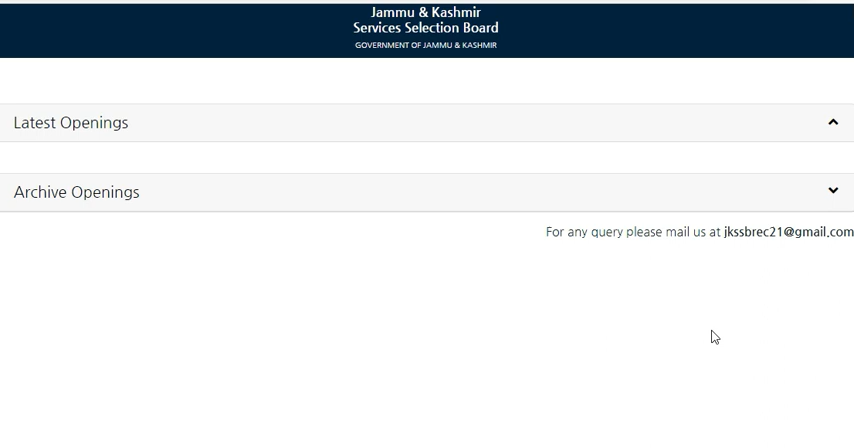 Jammu & Kashmir
Services Selection Board
GOVERNMENT OF JAMMU & KASHMIR
Latest Openings
Archive Openings
For any query please mail us at jkssbrec21@gmail.com